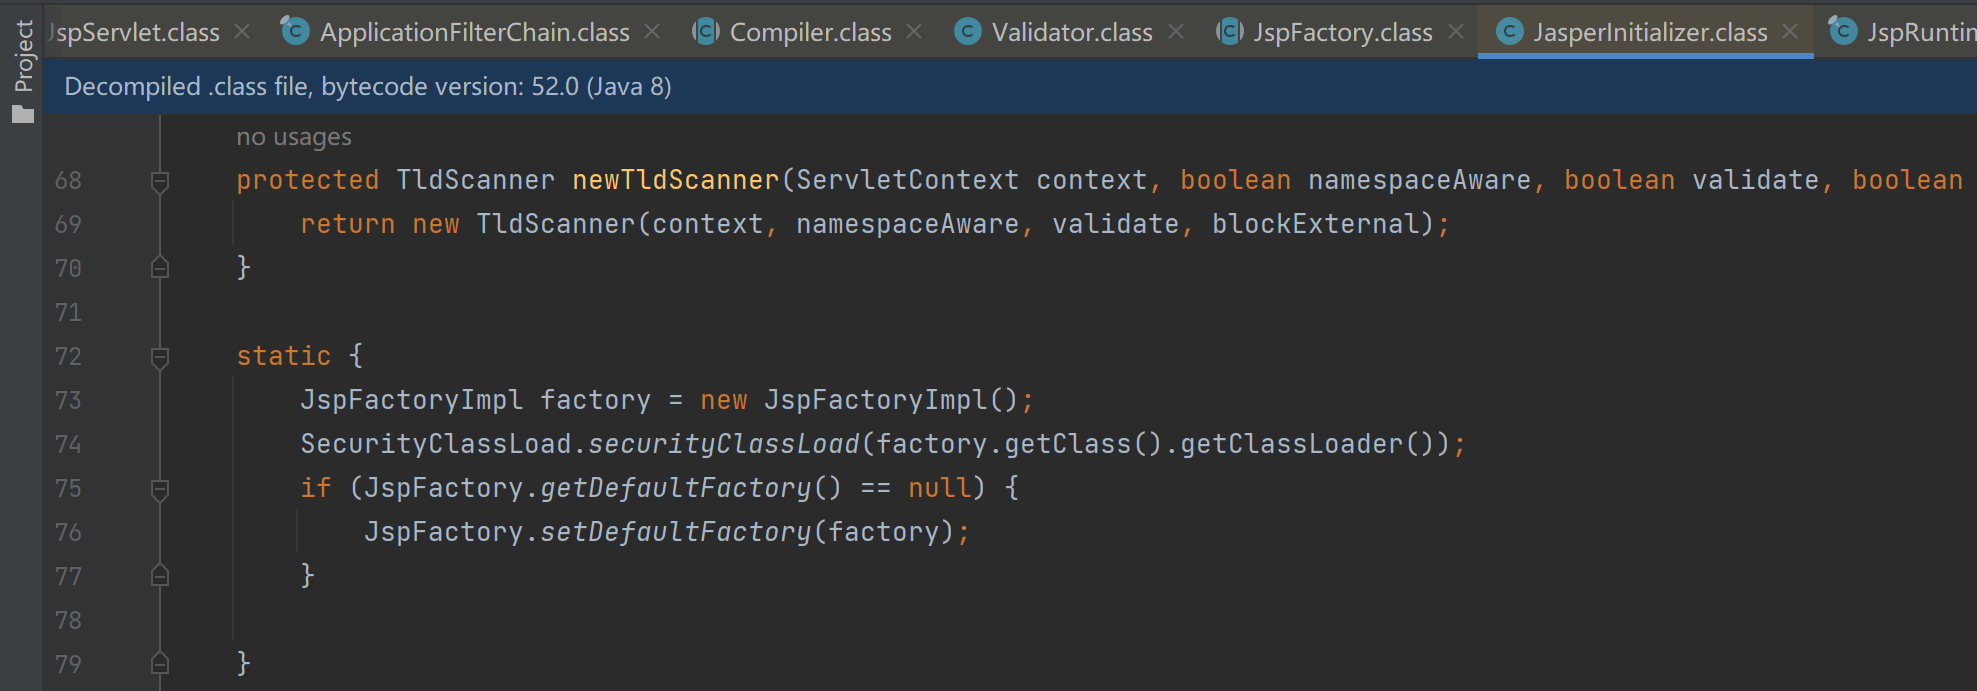 Project
JspServlet.class ApplicationFilterChain.class Compiler.class Validator.class JspFactory.class JasperInitializer.class JspRuntim
Decompiled .class file, bytecode version: 52.0 (Java 8)
no usages
68 protected TldScanner newTldScanner(ServletContext context, boolean namespaceAware, boolean validate, boolean
69 return new TldScanner(context, namespaceAware, validate, blockExternal);
70 }
71
72 static {
73 JspFactoryImpl factory = new JspFactoryImpl();
74 SecurityClassLoad.securityClassLoad(factory.getClass().getClassLoader());
75 if (JspFactory.getDefaultFactory() == null) {
76 JspFactory.setDefaultFactory(factory);
77 }
78
79 }